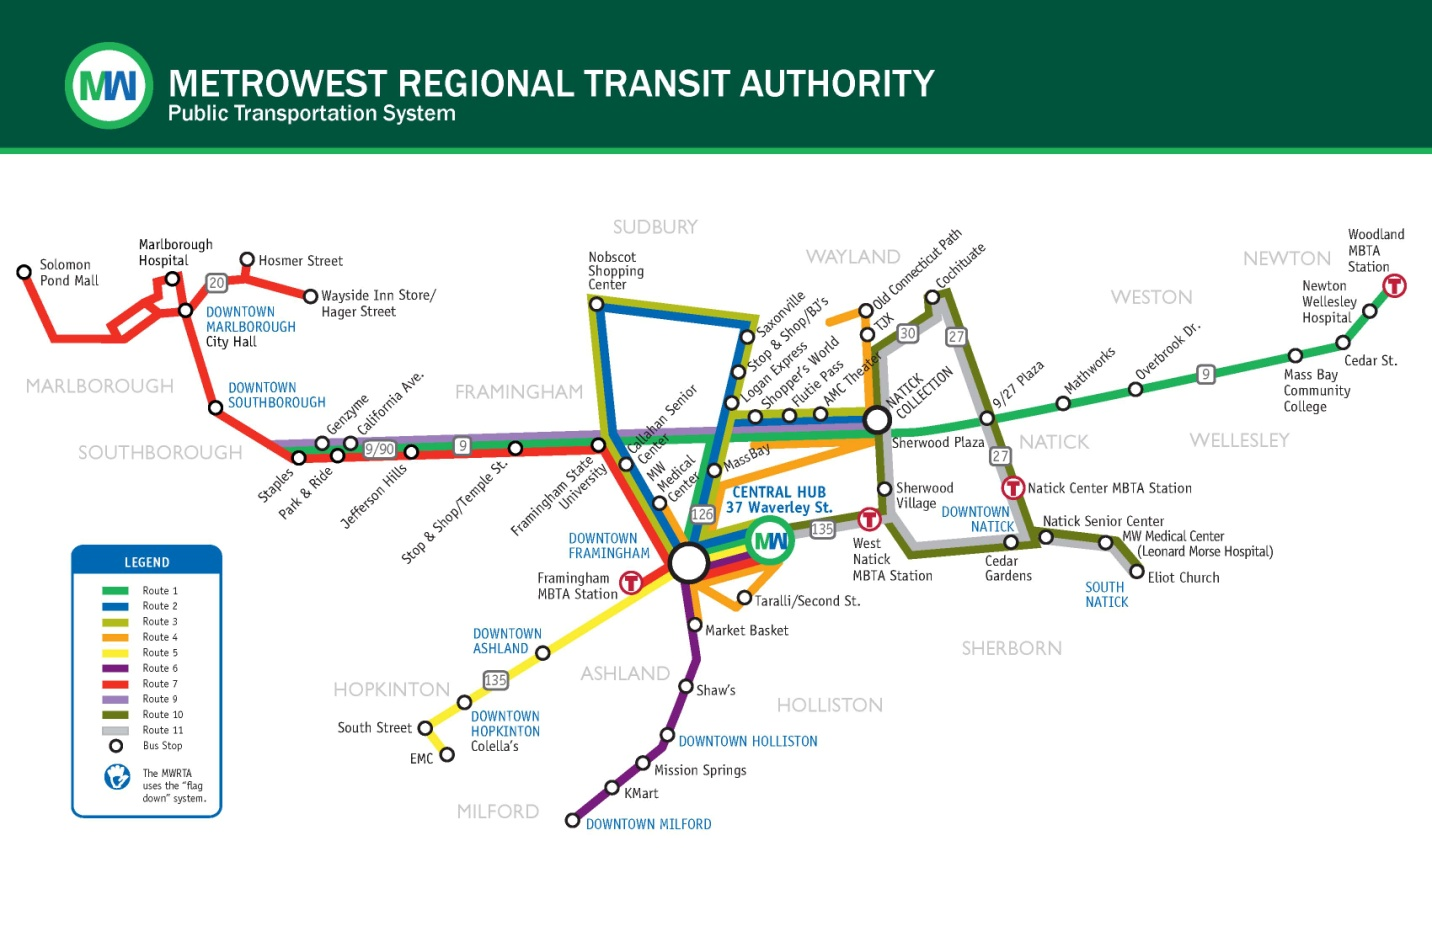 MW
METROWEST REGIONAL TRANSIT AUTHORITY
Public Transportation System
SUDBURY
WAYLAND
NEWTON
WESTON
MARLBOROUGH
FRAMINGHAM
SOUTHBOROUGH
NATICK
WELLESLEY
SHERBORN
ASHLAND
HOPKINTON
HOLLISTON
MILFORD
Solomon
Pond Mall
Marlborough
Hospital
20
Hosmer Street
Wayside Inn Store/
Hager Street
DOWNTOWN
MARLBOROUGH
City Hall
DOWNTOWN
SOUTHBOROUGH
Genzyme
California Ave.
9/90
9
Staples
Park & Ride
Jefferson Hills
Stop & Shop/Temple St.
Framingham State
University
Nobscot
Shopping
Center
Callahan Senior
Center
MW
Medical
Center
Saxonville
Stop & Shop/BJ's
Logan Express
Shopper's World
Flutie Pass
AMC Theater
MassBay
Old Connecticut Path
TJX
Cochituate
30
27
NATICK
COLLECTION
Sherwood Plaza
9/27 Plaza
Mathworks
Overbrook Dr.
9
Mass Bay
Community
College
Cedar St.
Newton
Wellesley
Hospital
Woodland
MBTA
Station
T
27
T
Natick Center MBTA Station
Sherwood
Village
DOWNTOWN
NATICK
Natick Senior Center
MW Medical Center
(Leonard Morse Hospital)
Eliot Church
SOUTH
NATICK
Cedar
Gardens
T
West
Natick
MBTA Station
135
CENTRAL HUB
37 Waverley St.
MW
126
DOWNTOWN
FRAMINGHAM
Framingham
MBTA Station
T
Taralli/Second St.
Market Basket
Shaw's
DOWNTOWN HOLLISTON
Mission Springs
KMart
DOWNTOWN MILFORD
DOWNTOWN
ASHLAND
135
DOWNTOWN
HOPKINTON
Colella's
South Street
EMC
LEGEND
Route 1
Route 2
Route 3
Route 4
Route 5
Route 6
Route 7
Route 9
Route 10
Route 11
Bus Stop
The MWRTA
uses the "flag
down" system.